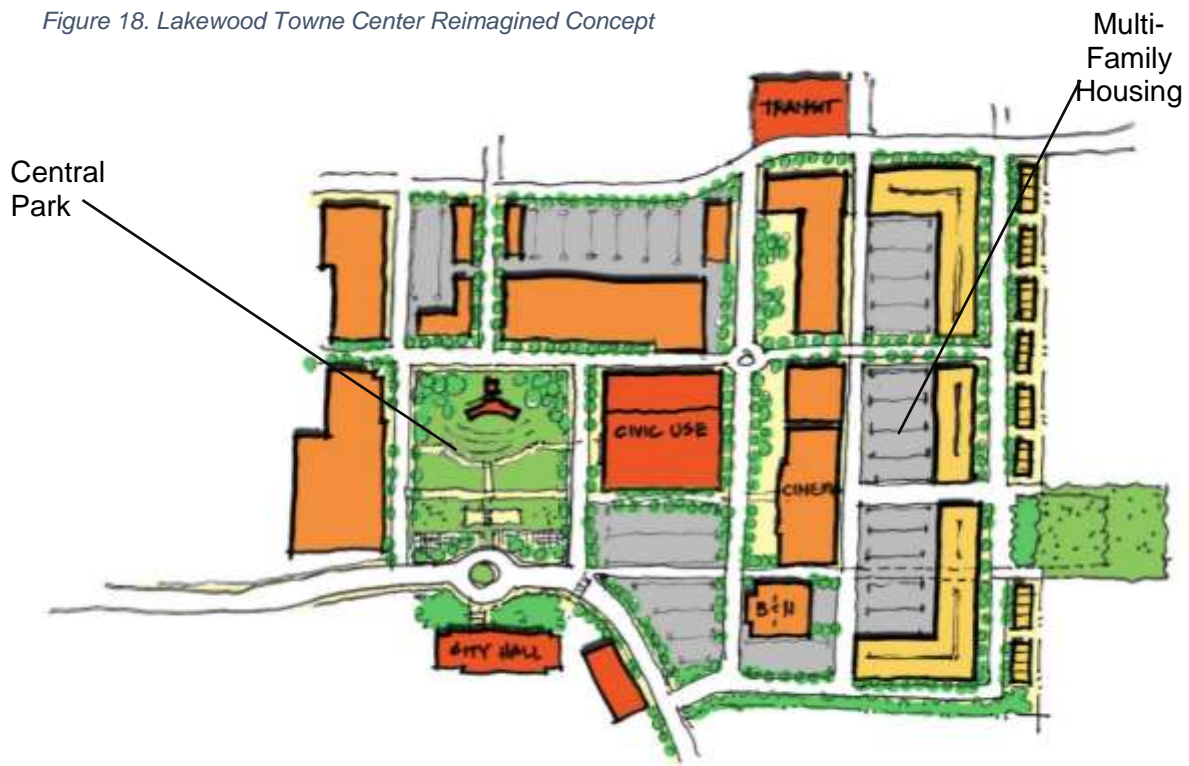 Figure 18. Lakewood Towne Center Reimagined Concept
Multi-
Family
Housing
TRANSIT
Central
Park
CIVIC USE
CINEMA
B+N
CITY HALL